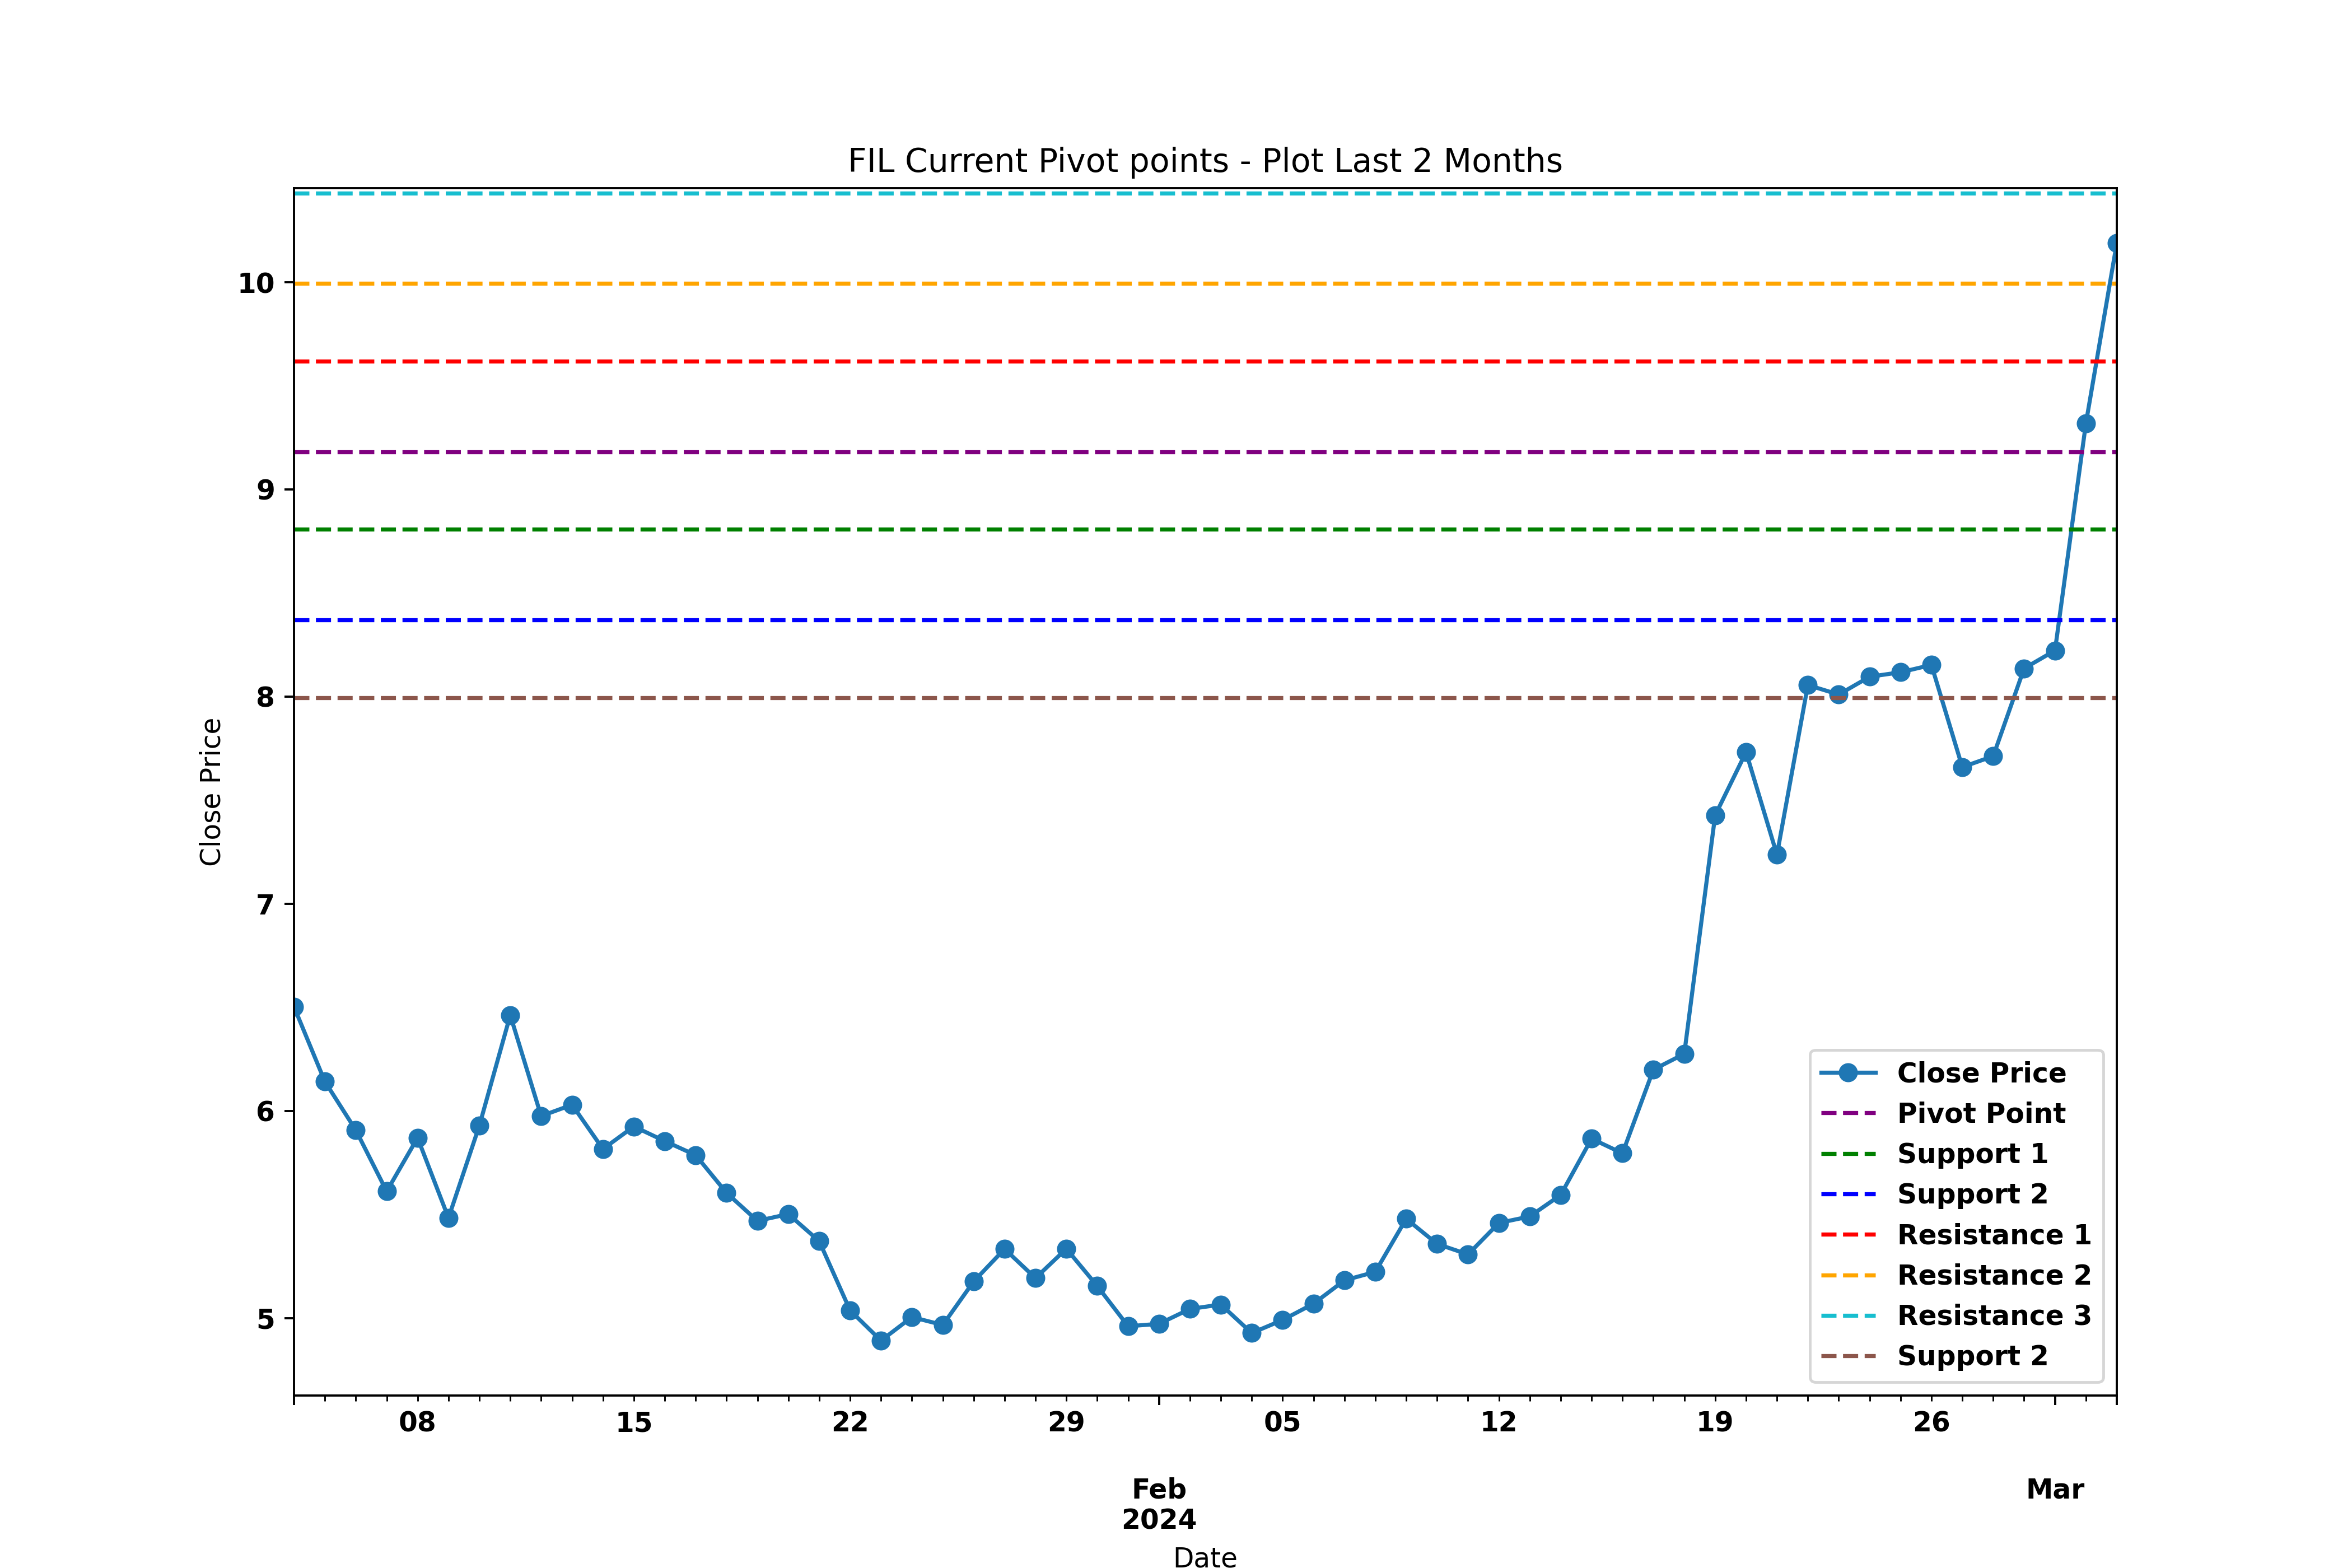 FIL Current Pivot points - Plot Last 2 Months
10
9
8
7
6
5
Close Price
Close Price
Pivot Point
Support 1
Support 2
Resistance 1
Resistance 2
Resistance 3
Support 2
08 15 22 29 05 12 19 26
Feb Mar
2024
Date